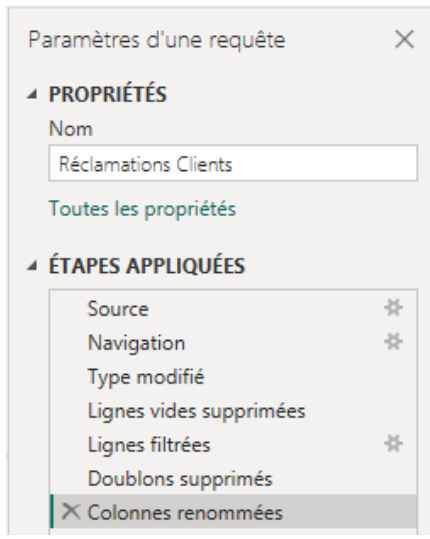 Paramètres d'une requête
PROPRIÉTÉS
Nom
Réclamations Clients
Toutes les propriétés
ÉTAPES APPLIQUÉES
Source
Navigation
Type modifié
Lignes vides supprimées
Lignes filtrées
Doublons supprimés
Colonnes renommées